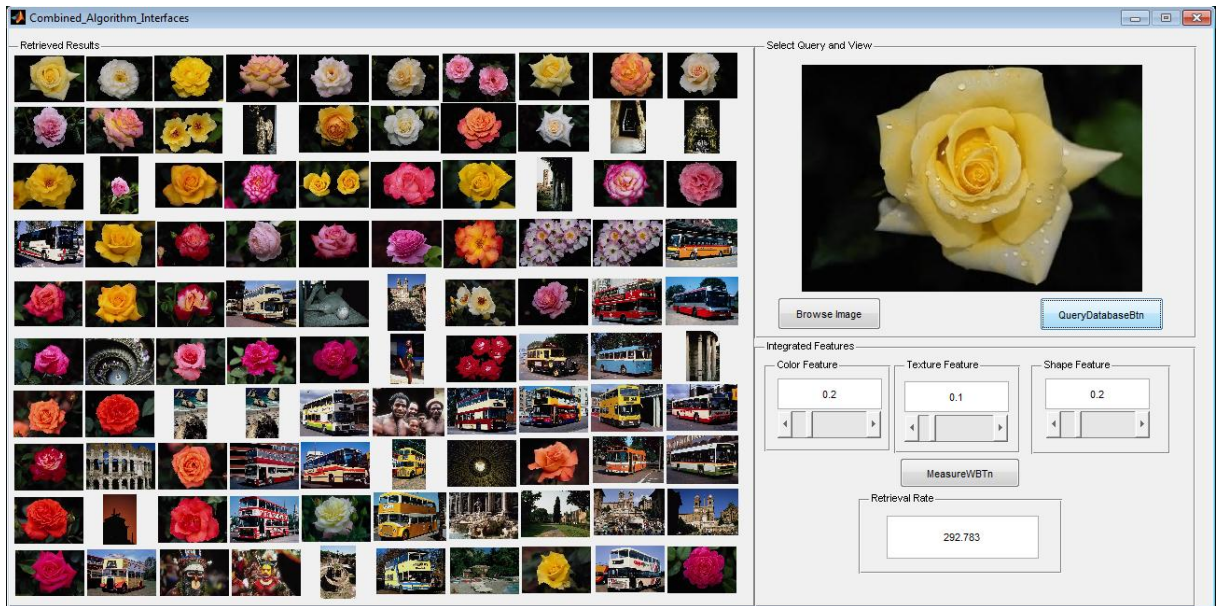 Combined_Algorithm_Interfaces
Retrieved Results
Select Query and View
Browse Image
QueryDatabaseBtn
Integrated Features
Color Feature
Texture Feature
Shape Feature
0.2
0.1
0.2
MeasureWBTn
Retrieval Rate
292.783